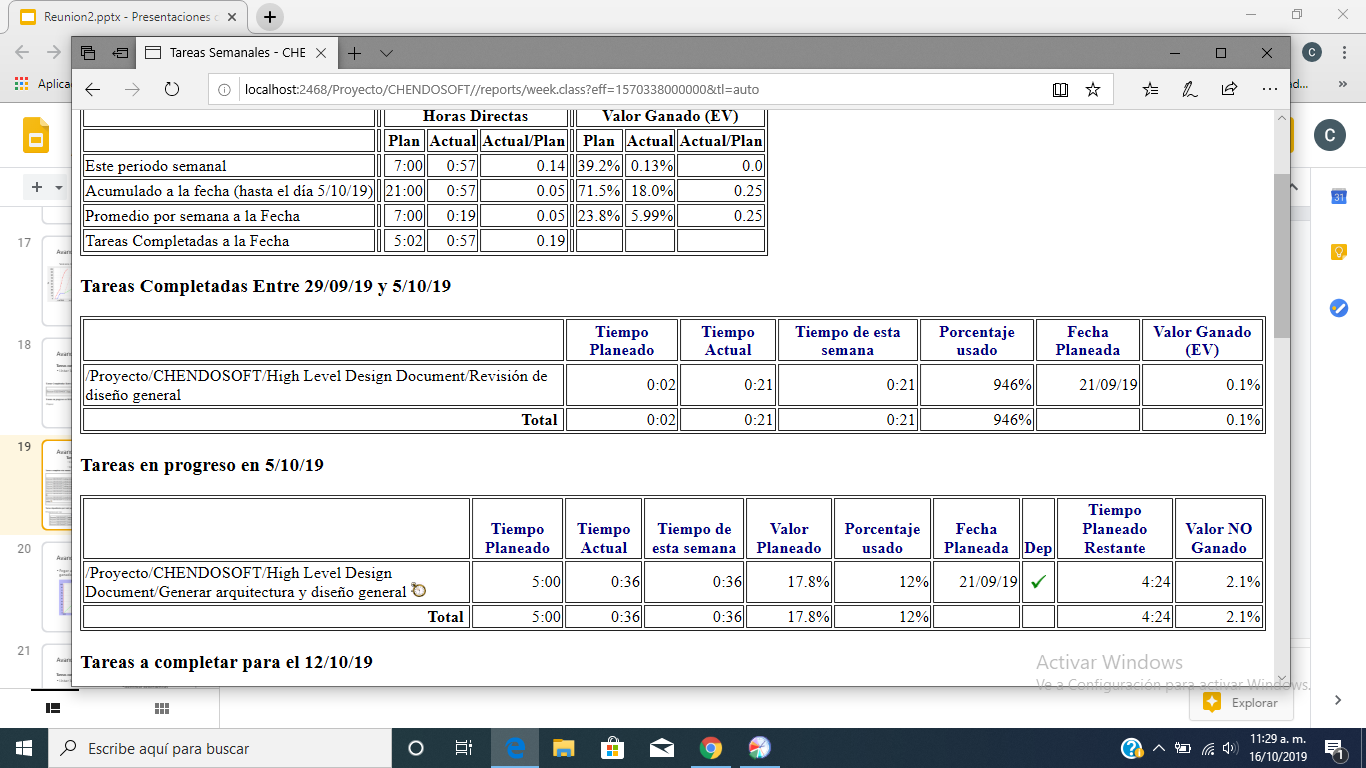 Reunion2.pptx - Presentaciones
Tareas Semanales - CHE
localhost:2468/Proyecto/CHENDOSOFT//reports/week.class?eff=1570338000000&tl=auto
C
Horas Directas Valor Ganado (EV)
Plan Actual Actual/Plan Plan Actual Actual/Plan
Este periodo semanal 7:00 0:57 0.14 39.2% 0.13% 0.0
Acumulado a la fecha (hasta el día 5/10/19) 21:00 0:57 0.05 71.5% 18.0% 0.25
Promedio por semana a la Fecha 7:00 0:19 0.05 23.8% 5.99% 0.25
Tareas Completadas a la Fecha 5:02 0:57 0.19
Tareas Completadas Entre 29/09/19 y 5/10/19
Tiempo Tiempo Tiempo de esta Porcentaje Fecha Valor Ganado
Planeado Actual semana usado Planeada (EV)
/Proyecto/CHENDOSOFT/High Level Design Document/Revisión de
diseño general 0:02 0:21 0:21 946% 21/09/19 0.1%
Total 0:02 0:21 0:21 946% 0.1%
Tareas en progreso en 5/10/19
Tiempo Tiempo Tiempo de Valor Porcentaje Fecha Dep Tiempo Valor NO
Planeado Actual esta semana Planeado usado Planeada Planeado Ganado
Restante
/Proyecto/CHENDOSOFT/High Level Design
Document/Generar arquitectura y diseño general 5:00 0:36 0:36 17.8% 12% 21/09/19 4:24 2.1%
Total 5:00 0:36 0:36 17.8% 12% 4:24 2.1%
Tareas a completar para el 12/10/19
Activar Windows
Ve a Configuración para activar Windows.
17
18
19
20
21
C
31
Explorar
Escribe aquí para buscar
11:29 a. m.
16/10/2019
1